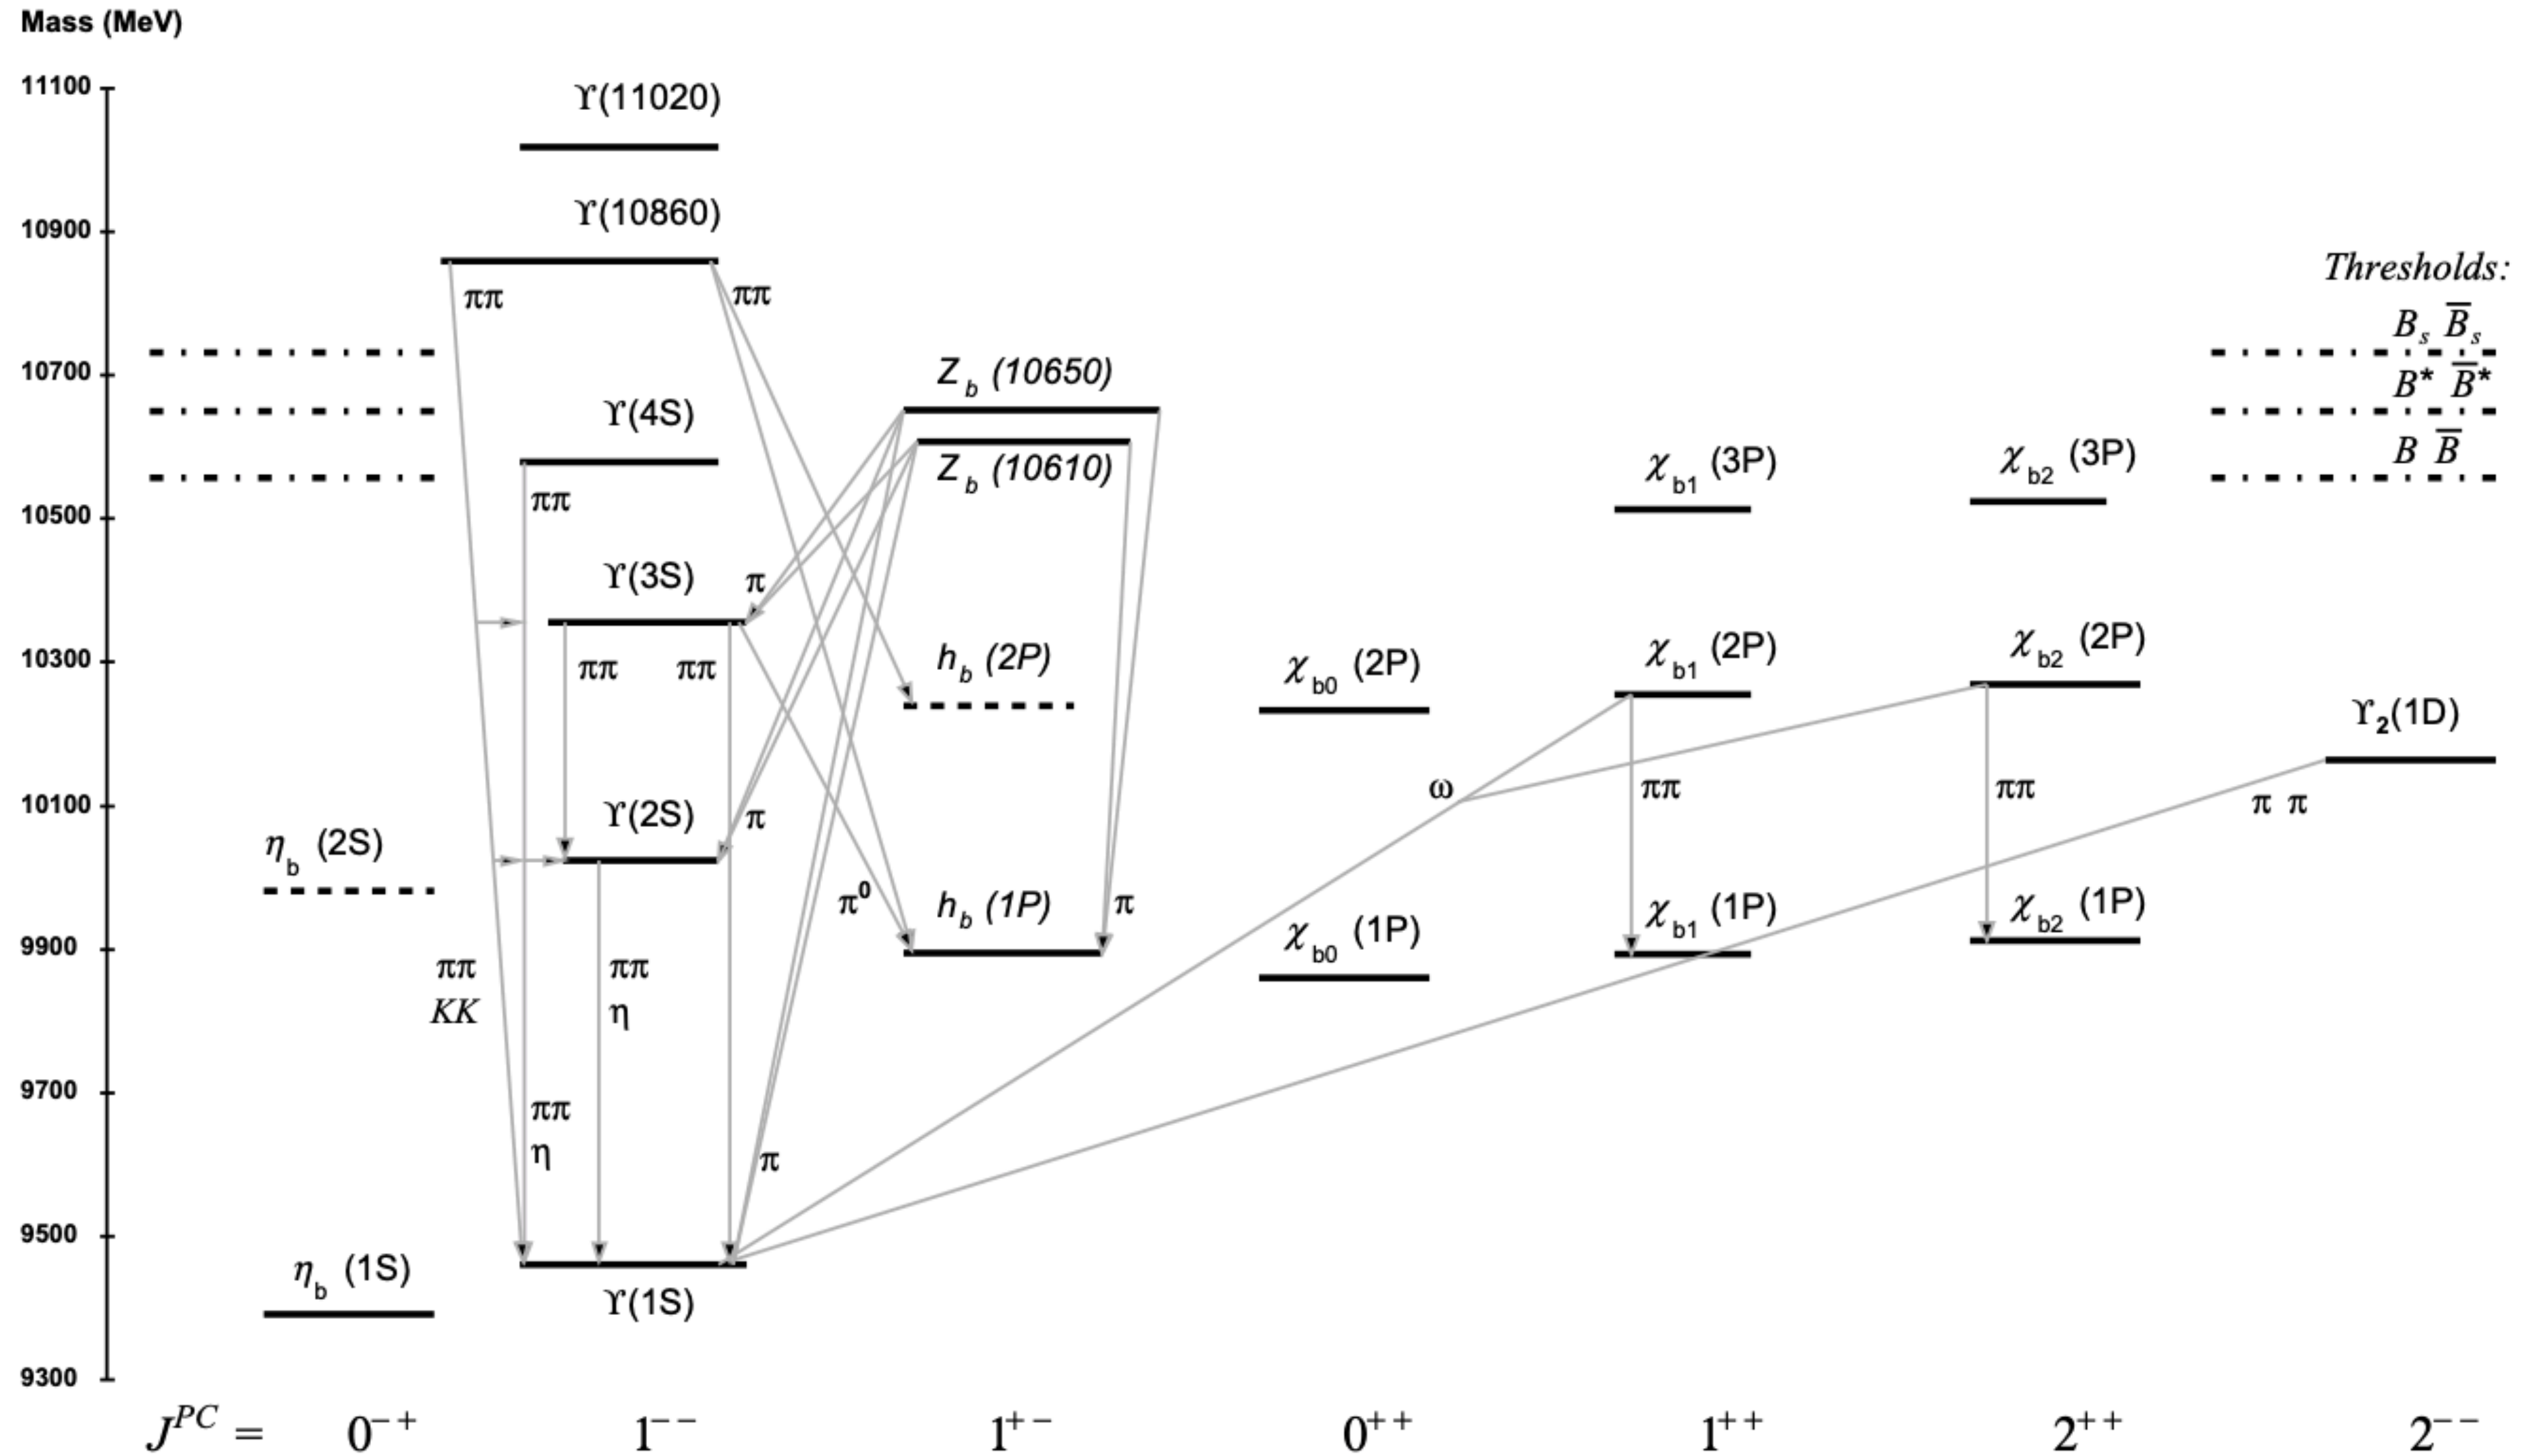 Mass (MeV)
11100
ϒ(11020)
ϒ(10860)
10900
Thresholds:
ππ
ππ
B_s B̅_s
10700
Z_b (10650)
B* B̅*
ϒ(4S)
Z_b (10610)
χ_b1 (3P)
χ_b2 (3P)
B B̅
ππ
10500
ϒ(3S)
π
10300
ππ
ππ
h_b (2P)
χ_b0 (2P)
χ_b1 (2P)
χ_b2 (2P)
ϒ₂(1D)
10100
ω
ππ
ππ
π π
ϒ(2S)
π
η_b (2S)
9900
π⁰
h_b (1P)
π
χ_b0 (1P)
χ_b1 (1P)
χ_b2 (1P)
ππ
KK
ππ
η
9700
ππ
η
π
9500
η_b (1S)
ϒ(1S)
9300
J^{PC} = 0⁻⁺ 1⁻⁻ 1⁺⁻ 0⁺⁺ 1⁺⁺ 2⁺⁺ 2⁻⁻